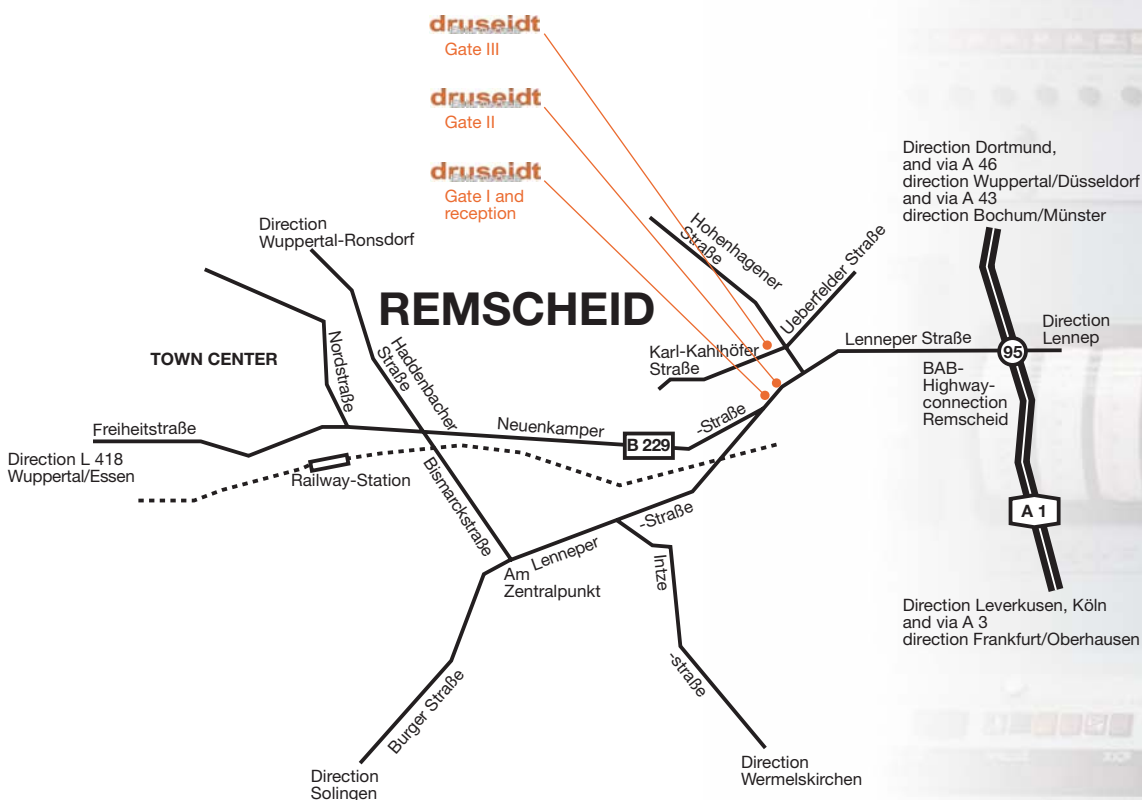 druseidt
Gate III
druseidt
Gate II
druseidt
Gate I and
reception
Direction
Wuppertal-Ronsdorf
REMSCHEID
TOWN CENTER
Nordstraße
Haddenbacher
Straße
Hohenhagener
Straße
Ueberfelder Straße
Karl-Kahlhöfer
Straße
Lenneper Straße
Direction Dortmund,
and via A 46
direction Wuppertal/Düsseldorf
and via A 43
direction Bochum/Münster
95
Direction
Lennep
BAB-
Highway-
connection
Remscheid
Freiheitstraße
Direction L 418
Wuppertal/Essen
Railway-Station
Neuenkamper
B 229
-Straße
Bismarckstraße
Am
Zentralpunkt
Lenneper
-Straße
Intze
-straße
A 1
Direction Leverkusen, Köln
and via A 3
direction Frankfurt/Oberhausen
Burger Straße
Direction
Solingen
Direction
Wermelskirchen